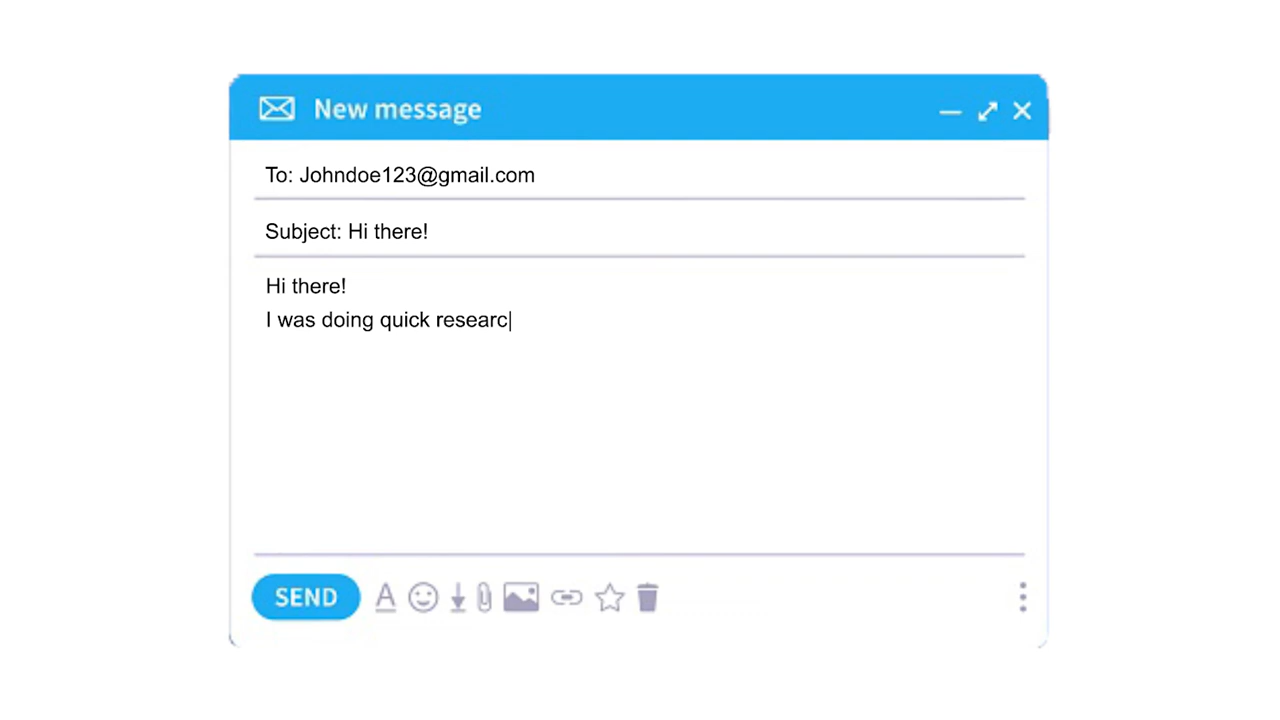 New message
To: Johndoe123@gmail.com
Subject: Hi there!
Hi there!
I was doing quick researc
SEND